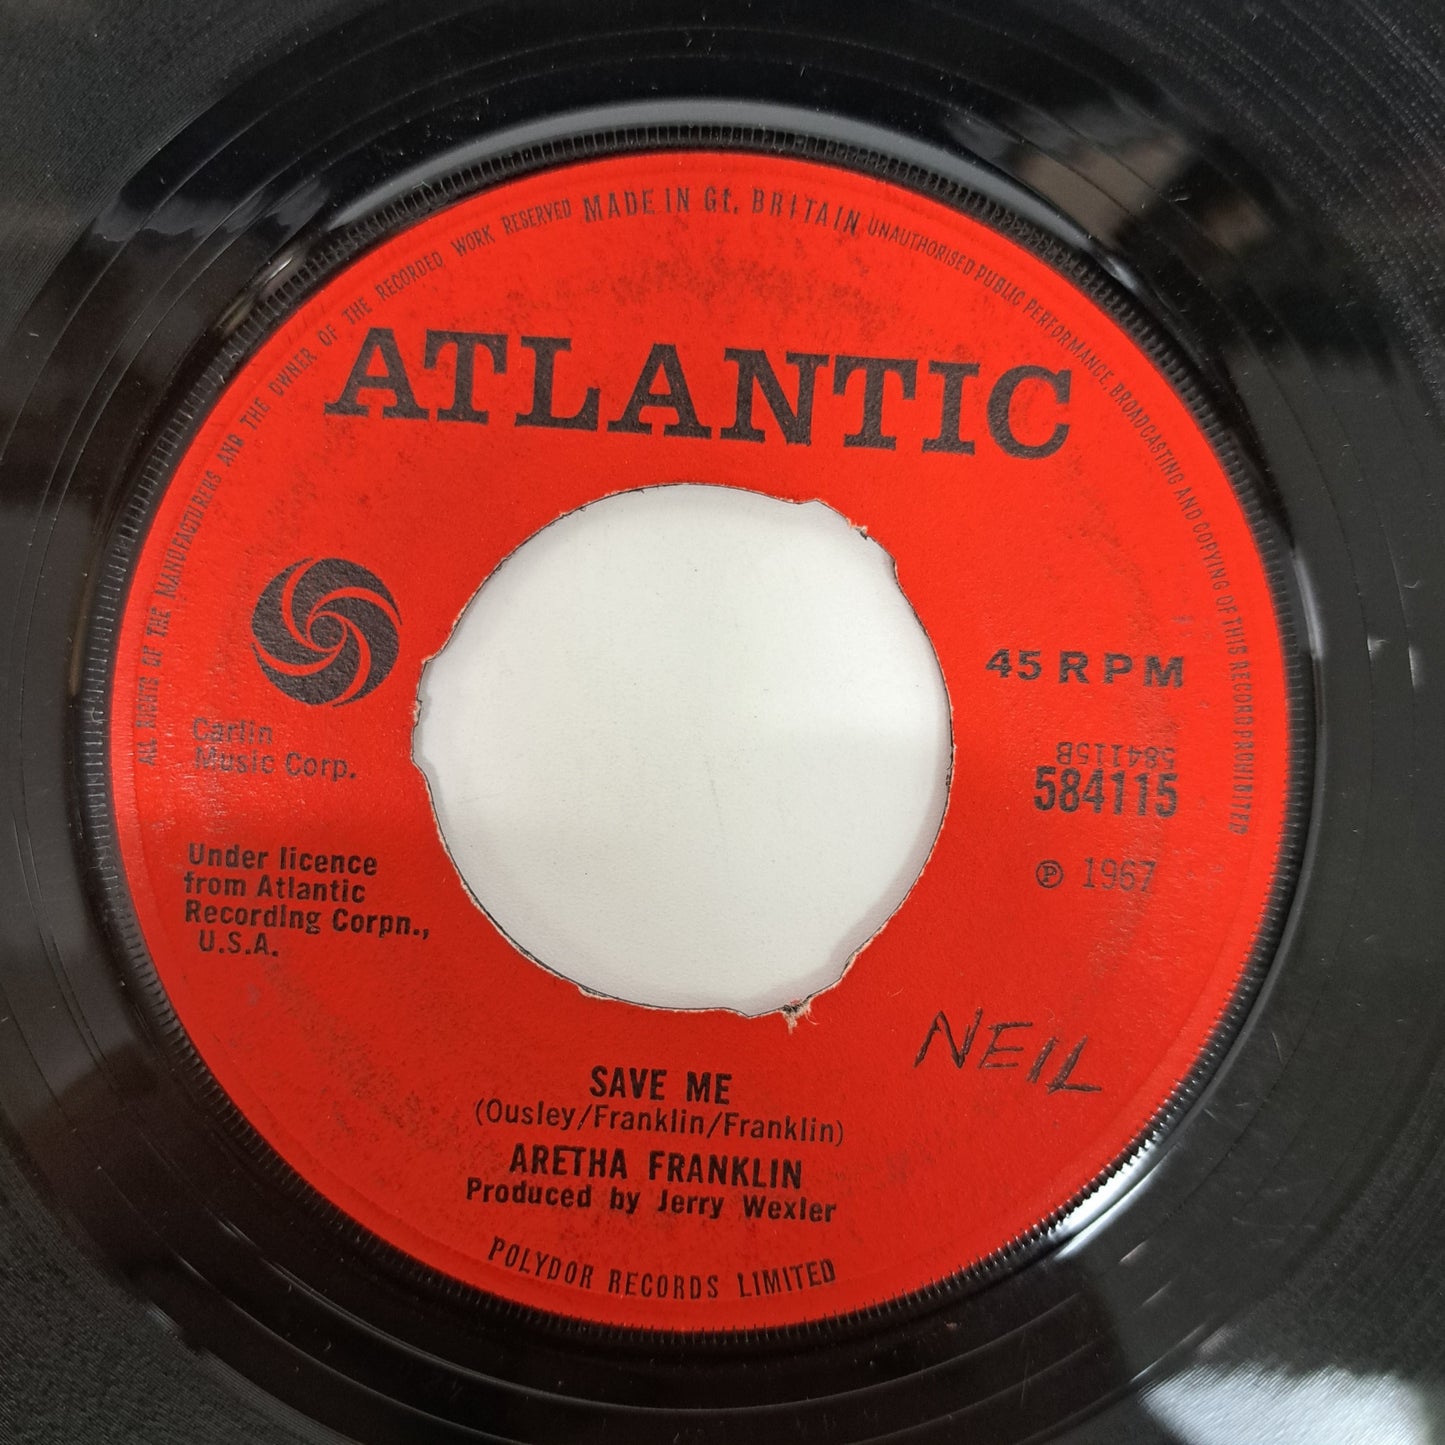 ALL RIGHTS OF THE MANUFACTURERS AND THE OWNER OF THE RECORDED WORK RESERVED MADE IN Gt. BRITAIN UNAUTHORISED PUBLIC PERFORMANCE, BROADCASTING AND COPYING OF THIS RECORD PROHIBITED
ATLANTIC
45 RPM
Carlin
Music Corp.
584115B
584115
Under licence
from Atlantic
Recording Corpn.,
U.S.A.
℗ 1967
NEIL
SAVE ME
(Ousley/Franklin/Franklin)
ARETHA FRANKLIN
Produced by Jerry Wexler
POLYDOR RECORDS LIMITED